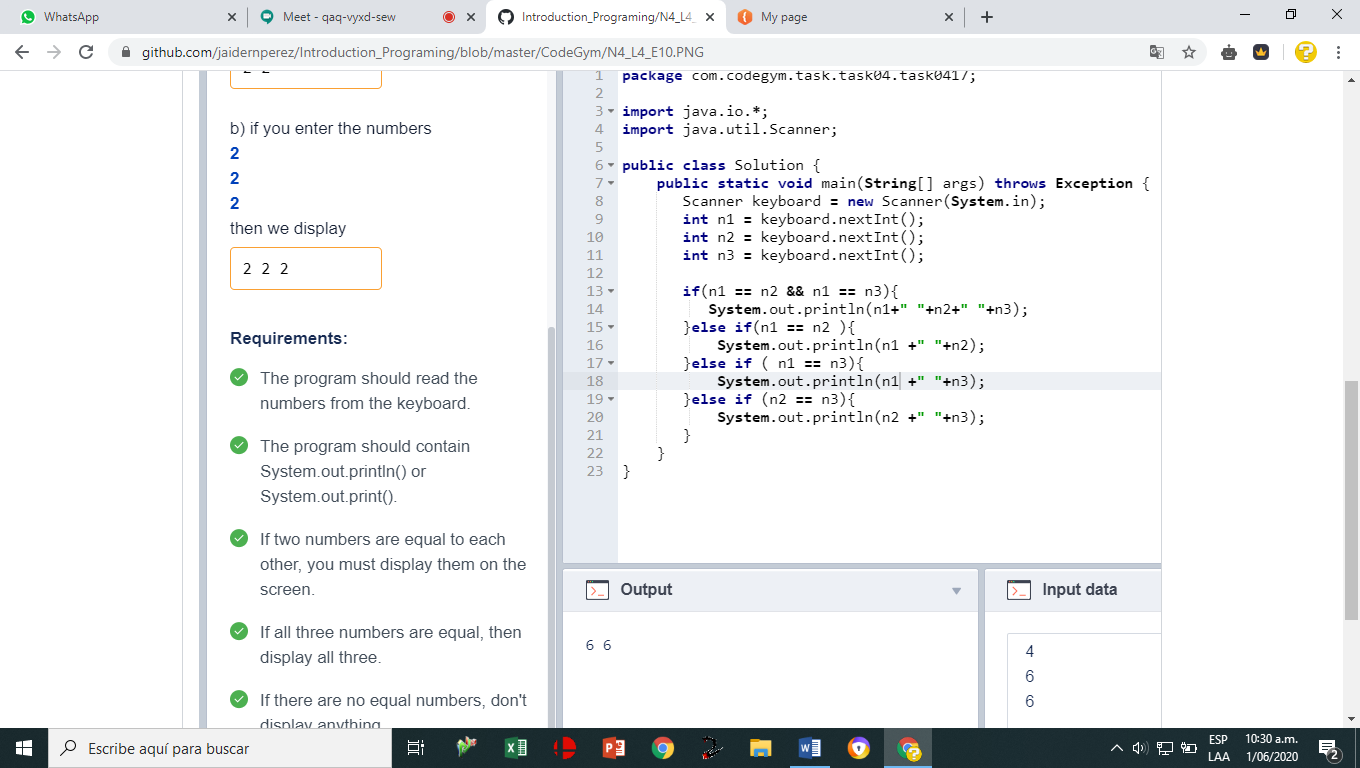 WhatsApp
Meet - qaq-vyxd-sew
Introduction_Programing/N4_L4_
My page
github.com/jaidernperez/Introduction_Programing/blob/master/CodeGym/N4_L4_E10.PNG
b) if you enter the numbers
2
2
2
then we display
2 2 2
Requirements:
The program should read the
numbers from the keyboard.
The program should contain
System.out.println() or
System.out.print().
If two numbers are equal to each
other, you must display them on the
screen.
If all three numbers are equal, then
display all three.
If there are no equal numbers, don't
display anything
1 package com.codegym.task.task04.task0417;
2
3 import java.io.*;
4 import java.util.Scanner;
5
6 public class Solution {
7 public static void main(String[] args) throws Exception {
8 Scanner keyboard = new Scanner(System.in);
9 int n1 = keyboard.nextInt();
10 int n2 = keyboard.nextInt();
11 int n3 = keyboard.nextInt();
12
13 if(n1 == n2 && n1 == n3){
14 System.out.println(n1+" "+n2+" "+n3);
15 }else if(n1 == n2 ){
16 System.out.println(n1 +" "+n2);
17 }else if ( n1 == n3){
18 System.out.println(n1 +" "+n3);
19 }else if (n2 == n3){
20 System.out.println(n2 +" "+n3);
21 }
22 }
23 }
Output
6 6
Input data
4
6
6
Escribe aquí para buscar
ESP
LAA
10:30 a.m.
1/06/2020
2